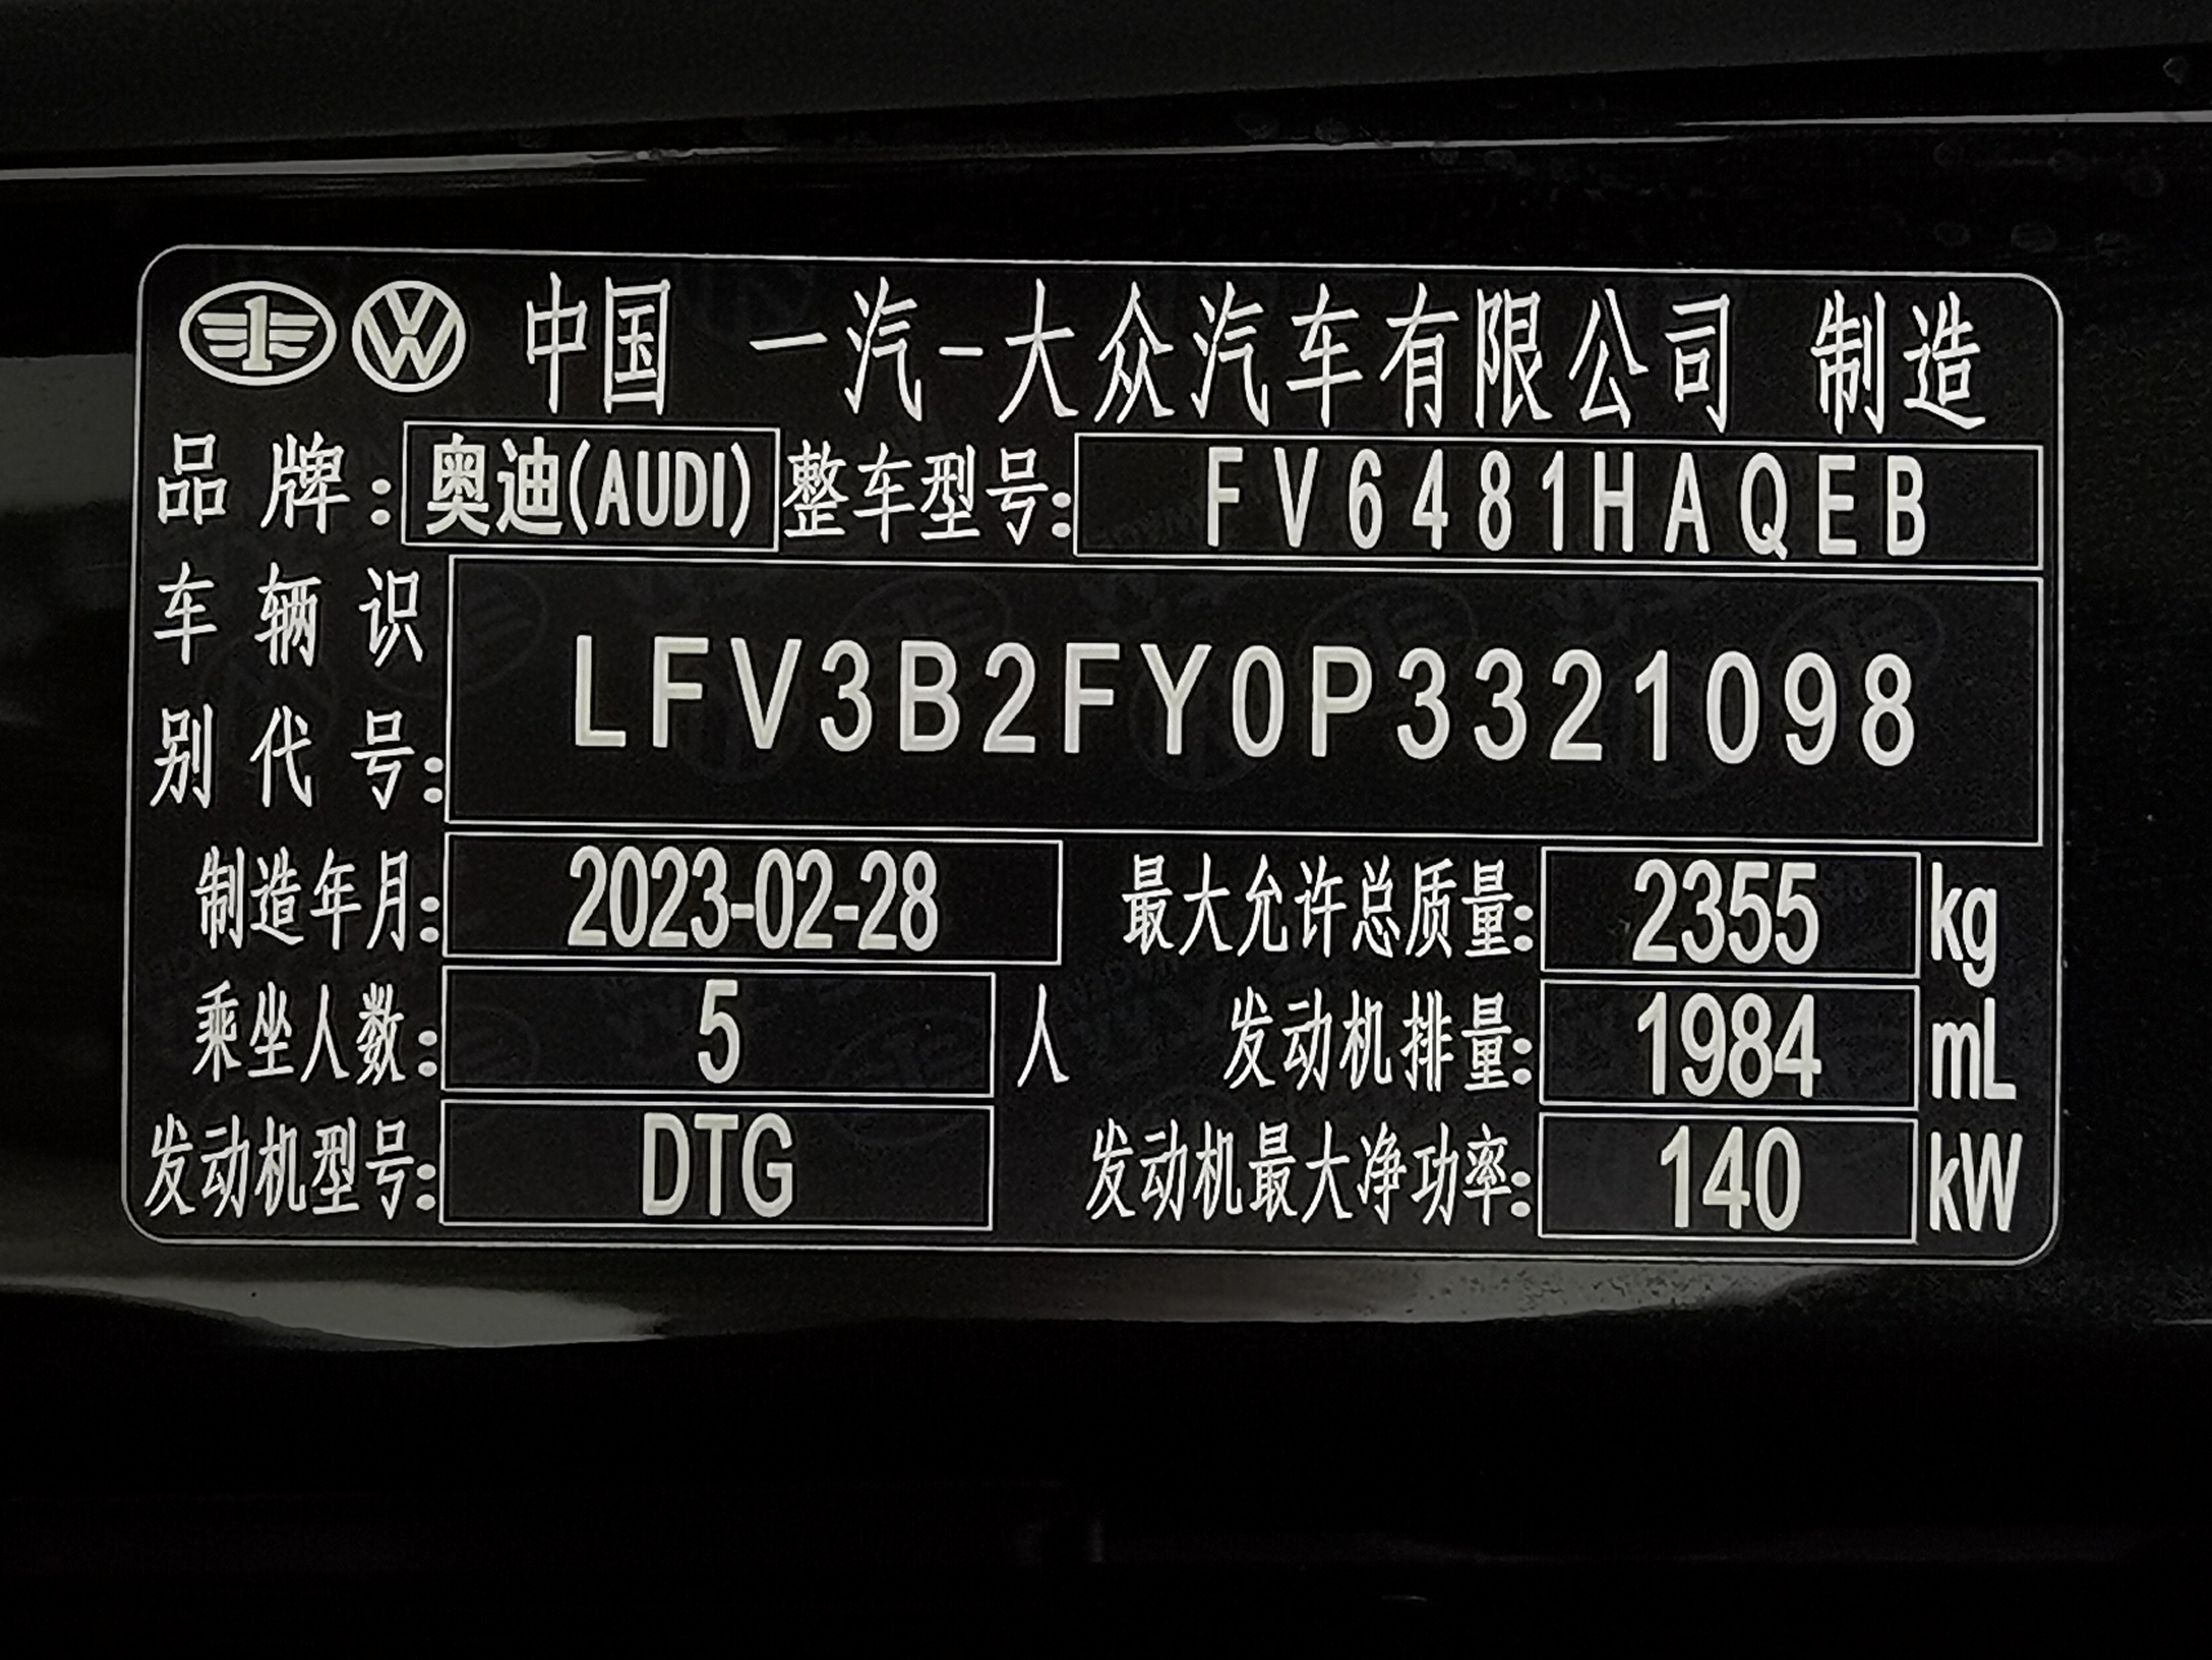 中国 一汽-大众汽车有限公司 制造
品牌: 奥迪(AUDI) 整车型号: FV6481HAQEB
车辆识
别代号: LFV3B2FY0P3321098
制造年月: 2023-02-28 最大允许总质量: 2355 kg
乘坐人数: 5 人 发动机排量: 1984 mL
发动机型号: DTG 发动机最大净功率: 140 kW